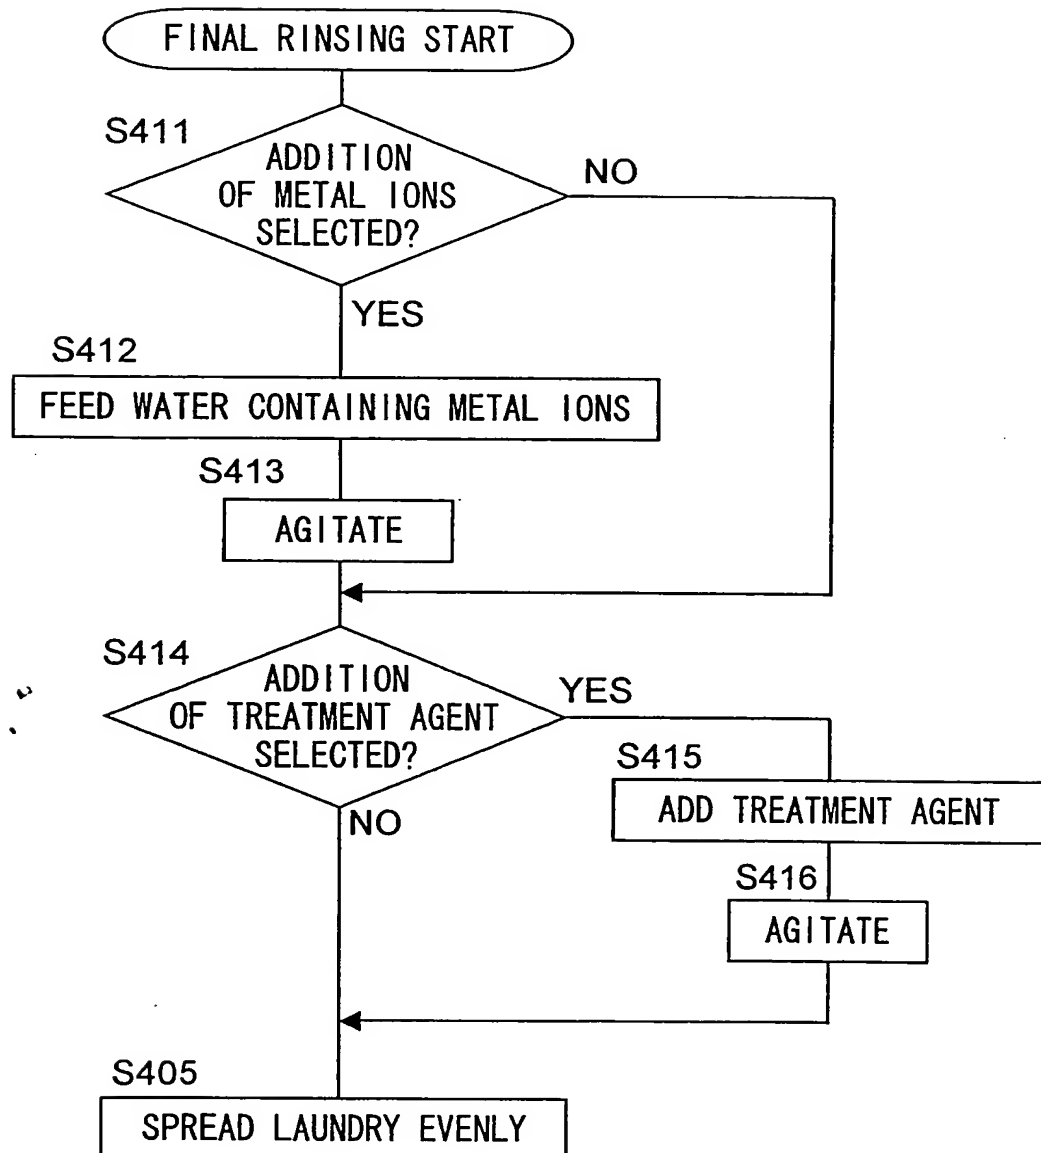 FINAL RINSING START
S411
ADDITION
OF METAL IONS
SELECTED?
NO
YES
S412
FEED WATER CONTAINING METAL IONS
S413
AGITATE
S414
ADDITION
OF TREATMENT AGENT
SELECTED?
YES
NO
S415
ADD TREATMENT AGENT
S416
AGITATE
S405
SPREAD LAUNDRY EVENLY